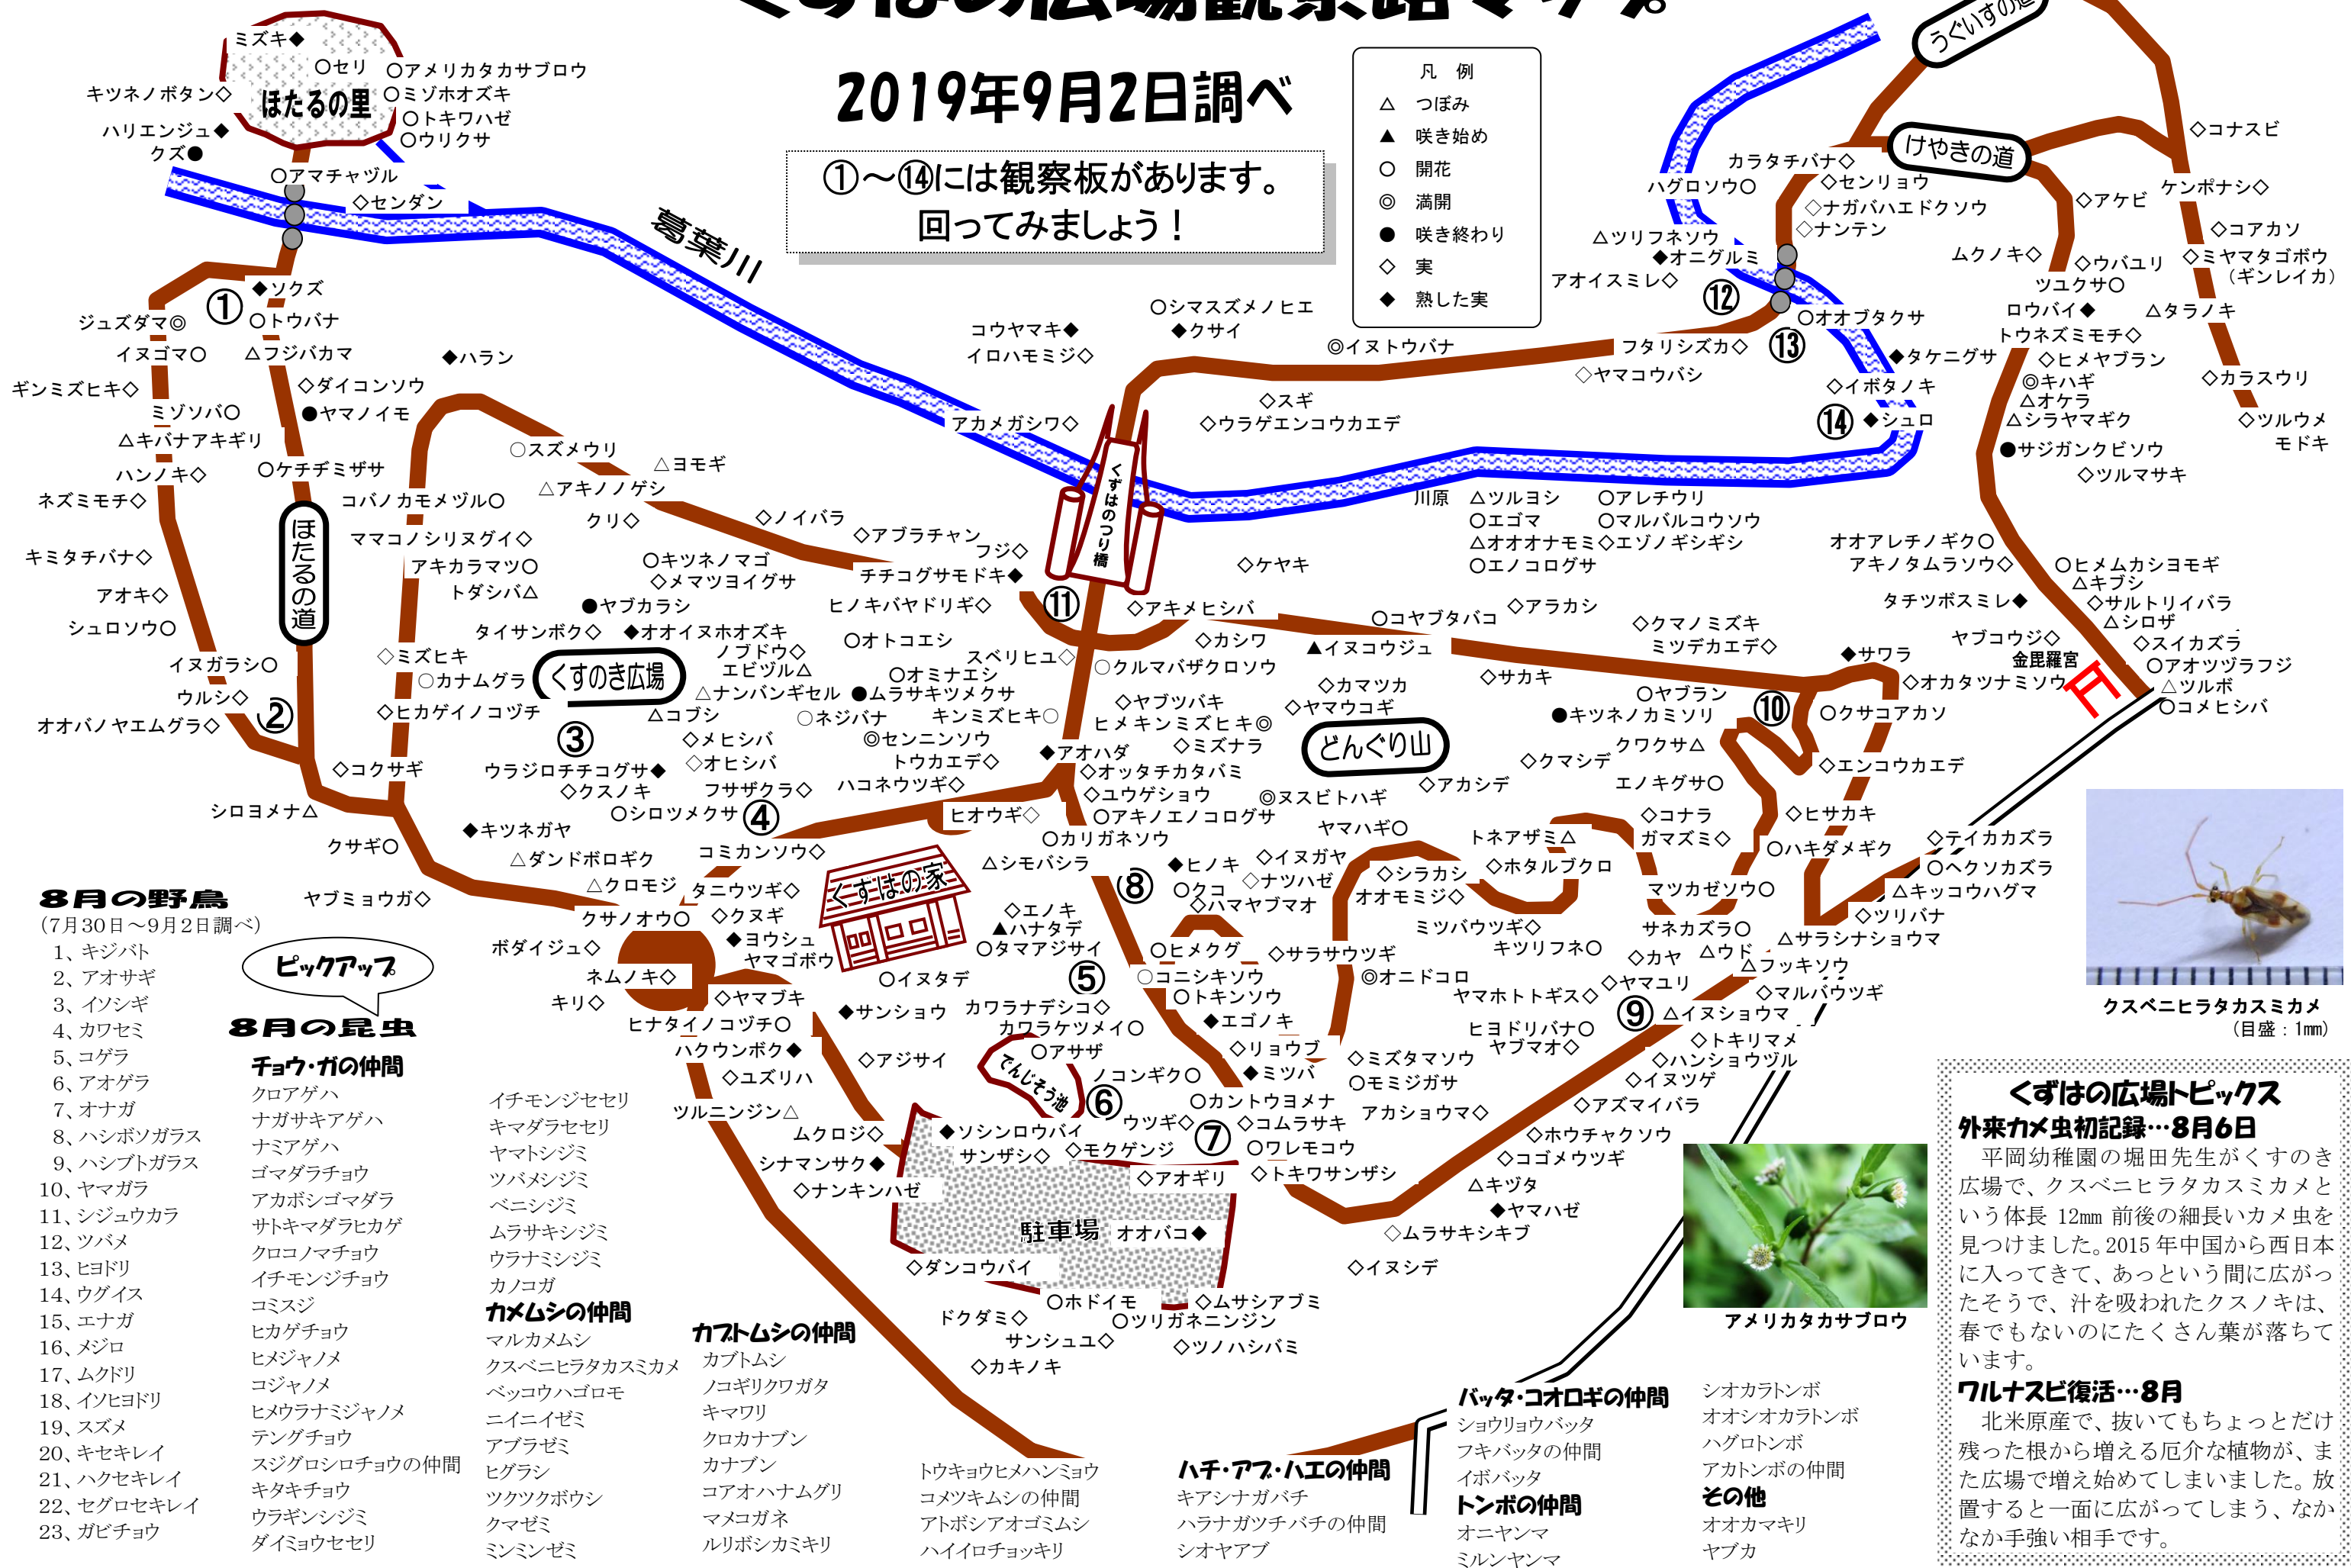 くずはの広場観察路マップ
2019年9月2日調べ
①～⑭には観察板があります。
回ってみましょう！
凡 例
△ つぼみ
▲ 咲き始め
○ 開花
◎ 満開
● 咲き終わり
◇ 実
◆ 熟した実
うぐいすの道
けやきの道
葛葉川
ミズキ◆
○セリ
ほたるの里
○アメリカタカサブロウ
○ミゾホオズキ
○トキワハゼ
○ウリクサ
キツネノボタン◇
ハリエンジュ◆
クズ●
○アマチャヅル
◇センダン
①
◆ソクズ
○トウバナ
△フジバカマ
◇ダイコンソウ
●ヤマノイモ
○ケチヂミザサ
ジュズダマ◎
イヌゴマ○
ギンミズヒキ◇
ミゾソバ○
△キバナアキギリ
ハンノキ◇
ネズミモチ◇
キミタチバナ◇
アオキ◇
シュロソウ○
イヌガラシ○
ウルシ◇
オオバノヤエムグラ◇
②
ほたるの道
◇コクサギ
シロヨメナ△
クサギ○
ヤブミョウガ◇
◆ハラン
○スズメウリ
△ヨモギ
△アキノノゲシ
クリ◇
◇ノイバラ
◇アブラチャン
フジ◇
チチコグサモドキ◆
ヒノキバヤドリギ◇
コバノカモメヅル○
ママコノシリヌグイ◇
アキカラマツ○
トダシバ△
○キツネノマゴ
◇メマツヨイグサ
●ヤブカラシ
タイサンボク◇
◆オオイヌホオズキ
ノブドウ◇
エビヅル△
△ナンバンギセル
◇ミズヒキ
○カナムグラ
◇ヒカゲイノコヅチ
くすのき広場
③
△コブシ
◇メヒシバ
◇オヒシバ
フサザクラ◇
ウラジロチチコグサ◆
◇クスノキ
○シロツメクサ
④
○オトコエシ
○オミナエシ
●ムラサキツメクサ
○ネジバナ
キンミズヒキ○
◎センニンソウ
トウカエデ◇
ハコネウツギ◇
スベリヒユ◇
ヒオウギ◇
◆キツネガヤ
△ダンドボロギク
△クロモジ
コミカンソウ◇
タニウツギ◇
クサノオウ○
◇クヌギ
◆ヨウシュ
ヤマゴボウ
ボダイジュ◇
ネムノキ◇
キリ◇
◇ヤマブキ
ヒナタイノコヅチ○
ハクウンボク◆
◇ユズリハ
ツルニンジン△
くずはの家
△シモバシラ
◇エノキ
▲ハナタデ
○タマアジサイ
⑤
○イヌタデ
◆サンショウ
◇アジサイ
カワラナデシコ◇
カワラケツメイ○
○アサザ
でんじそう池
ノコンギク○
⑥
ムクロジ◇
シナマンサク◆
◇ナンキンハゼ
◆ソシンロウバイ
サンザシ◇
◇モクゲンジ
ウツギ◇
⑦
◇アオギリ
駐車場
オオバコ◆
◇ダンコウバイ
○ホドイモ
◇ムサシアブミ
ドクダミ◇
○ツリガネニンジン
サンシュユ◇
◇ツノハシバミ
◇カキノキ
コウヤマキ◆
イロハモミジ◇
○シマスズメノヒエ
◆クサイ
アカメガシワ◇
◎イヌトウバナ
◇スギ
◇ウラゲエンコウカエデ
フタリシズカ◇
◇ヤマコウバシ
くずはのつり橋
⑪
◇ケヤキ
◇アキメヒシバ
◇カシワ
○クルマバザクロソウ
◇ヤブツバキ
ヒメキンミズヒキ◎
◇ミズナラ
◆アオハダ
◇オッタチカタバミ
◇ユウゲショウ
○アキノエノコログサ
○カリガネソウ
⑧
◆ヒノキ
◇イヌガヤ
○クコ
◇ナツハゼ
◇ハマヤブマオ
○ヒメクグ
◇サラサウツギ
○コニシキソウ
○トキンソウ
◆エゴノキ
◇リョウブ
◆ミツバ
○カントウヨメナ
◇コムラサキ
○ワレモコウ
◇トキワサンザシ
川原
△ツルヨシ
○エゴマ
△オオオナモミ
○エノコログサ
○アレチウリ
○マルバルコウソウ
◇エゾノギシギシ
○コヤブタバコ
◇アラカシ
▲イヌコウジュ
◇クマノミズキ
ミツデカエデ◇
◇カマツカ
◇ヤマウコギ
◇サカキ
どんぐり山
○ヤブラン
●キツネノカミソリ
⑩
クワクサ△
◇クマシデ
エノキグサ○
◇アカシデ
◎ヌスビトハギ
ヤマハギ○
トネアザミ△
◇コナラ
ガマズミ◇
◇シラカシ
◇ホタルブクロ
オオモミジ◇
マツカゼソウ○
ミツバウツギ◇
キツリフネ○
サネカズラ○
◇カヤ
△ウド
◎オニドコロ
ヤマホトトギス◇
◇ヤマユリ
⑨
ヒヨドリバナ○
ヤブマオ◇
◇ミズタマソウ
○モミジガサ
アカショウマ◇
◆サワラ
◇オカタツナミソウ
○クサコアカソ
◇エンコウカエデ
◇ヒサカキ
○ハキダメギク
◇テイカカズラ
○ヘクソカズラ
△キッコウハグマ
◇ツリバナ
△サラシナショウマ
△フッキソウ
◇マルバウツギ
△イヌショウマ
◇トキリマメ
◇ハンショウヅル
◇イヌツゲ
◇アズマイバラ
◇ホウチャクソウ
◇コゴメウツギ
△キヅタ
◆ヤマハゼ
◇ムラサキシキブ
◇イヌシデ
カラタチバナ◇
◇センリョウ
ハグロソウ○
◇ナガバハエドクソウ
◇ナンテン
△ツリフネソウ
◆オニグルミ
アオイスミレ◇
⑫
○オオブタクサ
⑬
◆タケニグサ
◇イボタノキ
⑭
◆シュロ
◇コナスビ
ケンポナシ◇
◇アケビ
◇コアカソ
◇ミヤマタゴボウ
（ギンレイカ）
ムクノキ◇
◇ウバユリ
ツユクサ○
ロウバイ◆
△タラノキ
トウネズミモチ◇
◇ヒメヤブラン
◎キハギ
△オケラ
△シラヤマギク
◇カラスウリ
◇ツルウメ
モドキ
●サジガンクビソウ
◇ツルマサキ
オオアレチノギク○
アキノタムラソウ◇
○ヒメムカシヨモギ
△キブシ
タチツボスミレ◆
◇サルトリイバラ
△シロザ
ヤブコウジ◇
◇スイカズラ
金毘羅宮
○アオツヅラフジ
△ツルボ
○コメヒシバ
クスベニヒラタカスミカメ
（目盛：1㎜）
アメリカタカサブロウ
8月の野鳥
（7月30日～9月2日調べ）
1、キジバト
2、アオサギ
3、イソシギ
4、カワセミ
5、コゲラ
6、アオゲラ
7、オナガ
8、ハシボソガラス
9、ハシブトガラス
10、ヤマガラ
11、シジュウカラ
12、ツバメ
13、ヒヨドリ
14、ウグイス
15、エナガ
16、メジロ
17、ムクドリ
18、イソヒヨドリ
19、スズメ
20、キセキレイ
21、ハクセキレイ
22、セグロセキレイ
23、ガビチョウ
ピックアップ
8月の昆虫
チョウ・ガの仲間
クロアゲハ
ナガサキアゲハ
ナミアゲハ
ゴマダラチョウ
アカボシゴマダラ
サトキマダラヒカゲ
クロコノマチョウ
イチモンジチョウ
コミスジ
ヒカゲチョウ
ヒメジャノメ
コジャノメ
ヒメウラナミジャノメ
テングチョウ
スジグロシロチョウの仲間
キタキチョウ
ウラギンシジミ
ダイミョウセセリ
イチモンジセセリ
キマダラセセリ
ヤマトシジミ
ツバメシジミ
ベニシジミ
ムラサキシジミ
ウラナミシジミ
カノコガ
カメムシの仲間
マルカメムシ
クスベニヒラタカスミカメ
ベッコウハゴロモ
ニイニイゼミ
アブラゼミ
ヒグラシ
ツクツクボウシ
クマゼミ
ミンミンゼミ
カブトムシの仲間
カブトムシ
ノコギリクワガタ
キマワリ
クロカナブン
カナブン
コアオハナムグリ
マメコガネ
ルリボシカミキリ
トウキョウヒメハンミョウ
コメツキムシの仲間
アトボシアオゴミムシ
ハイイロチョッキリ
ハチ・アブ・ハエの仲間
キアシナガバチ
ハラナガツチバチの仲間
シオヤアブ
バッタ・コオロギの仲間
ショウリョウバッタ
フキバッタの仲間
イボバッタ
トンボの仲間
オニヤンマ
ミルンヤンマ
シオカラトンボ
オオシオカラトンボ
ハグロトンボ
アカトンボの仲間
その他
オオカマキリ
ヤブカ
くずはの広場トピックス
外来カメ虫初記録…8月6日
平岡幼稚園の堀田先生がくすのき
広場で、クスベニヒラタカスミカメと
いう体長 12㎜ 前後の細長いカメ虫を
見つけました。2015年中国から西日本
に入ってきて、あっという間に広がっ
たそうで、汁を吸われたクスノキは、
春でもないのにたくさん葉が落ちて
います。
ワルナスビ復活…8月
北米原産で、抜いてもちょっとだけ
残った根から増える厄介な植物が、ま
た広場で増え始めてしまいました。放
置すると一面に広がってしまう、なか
なか手強い相手です。